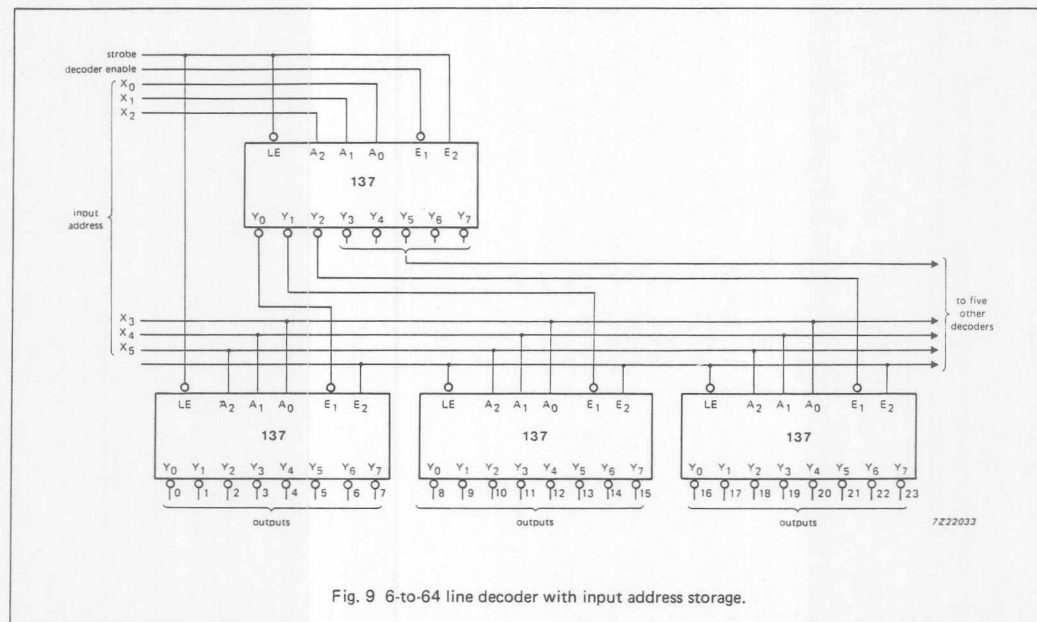 strobe
decoder enable
X0
X1
X2
LE A2 A1 A0 E1 E2
137
Y0 Y1 Y2 Y3 Y4 Y5 Y6 Y7
input
address
to five
other
decoders
X3
X4
X5
LE A2 A1 A0 E1 E2
137
Y0 Y1 Y2 Y3 Y4 Y5 Y6 Y7
0 1 2 3 4 5 6 7
outputs
LE A2 A1 A0 E1 E2
137
Y0 Y1 Y2 Y3 Y4 Y5 Y6 Y7
8 9 10 11 12 13 14 15
outputs
LE A2 A1 A0 E1 E2
137
Y0 Y1 Y2 Y3 Y4 Y5 Y6 Y7
16 17 18 19 20 21 22 23
outputs
7Z22033
Fig. 9 6-to-64 line decoder with input address storage.